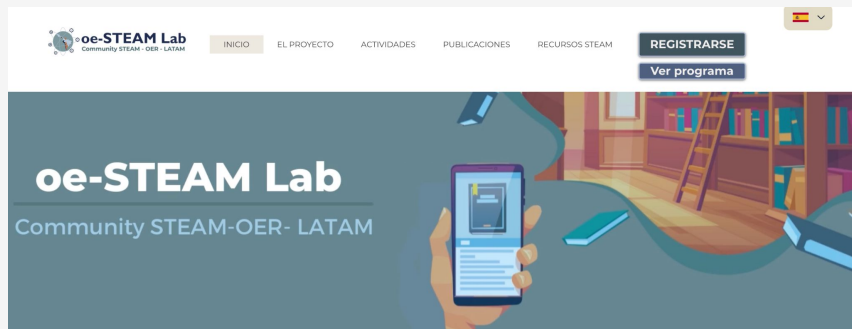 oe-STEAM Lab
Community STEAM - OER - LATAM
INICIO
EL PROYECTO
ACTIVIDADES
PUBLICACIONES
RECURSOS STEAM
REGISTRARSE
Ver programa
oe-STEAM Lab
Community STEAM-OER- LATAM